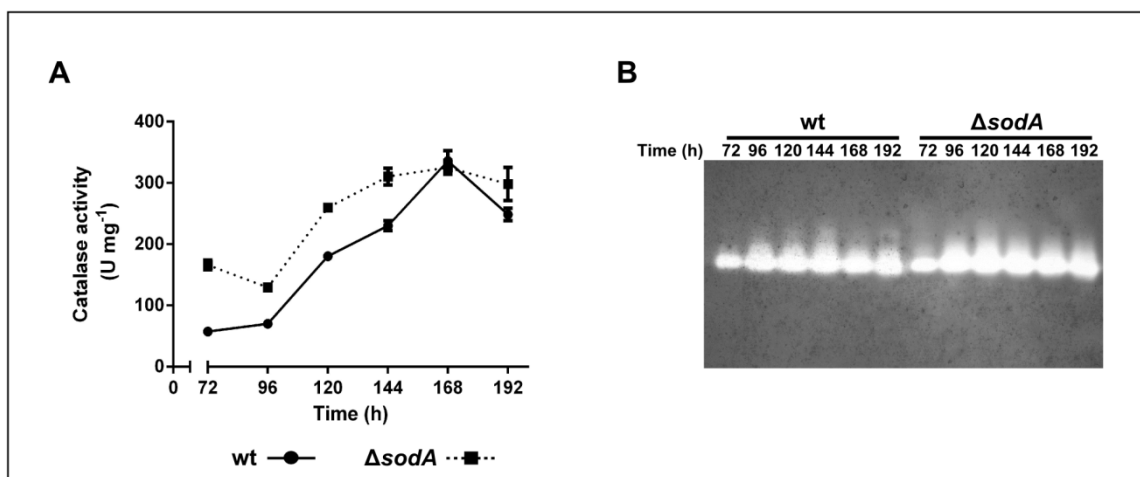 A
Catalase activity
(U mg⁻¹)
400
300
200
100
0
0 72 96 120 144 168 192
Time (h)
wt ΔsodA
B
wt ΔsodA
Time (h) 72 96 120 144 168 192 72 96 120 144 168 192